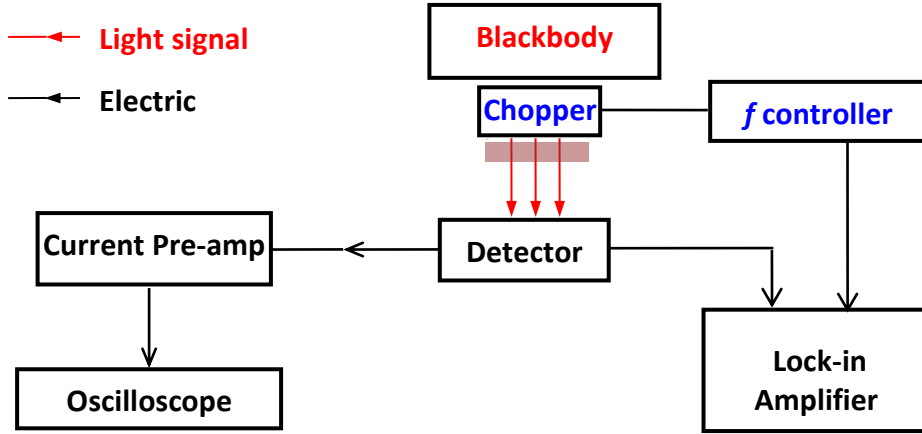 Light signal
Electric
Blackbody
Chopper
f controller
Current Pre-amp
Detector
Oscilloscope
Lock-in
Amplifier